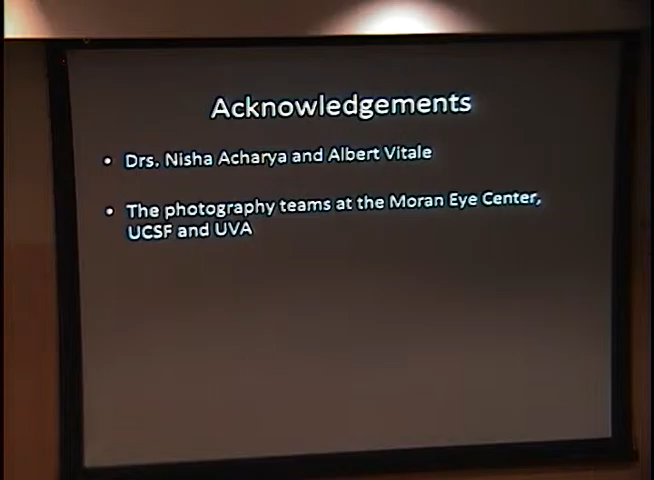 Acknowledgements
• Drs. Nisha Acharya and Albert Vitale
• The photography teams at the Moran Eye Center,
UCSF and UVA